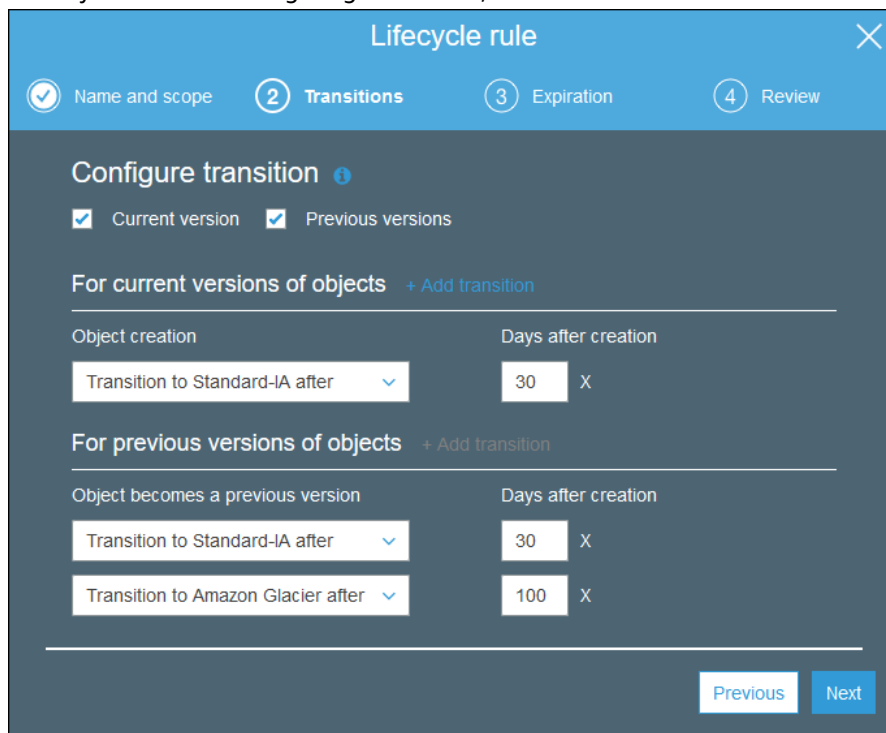 Lifecycle rule X
Name and scope 2 Transitions 3 Expiration 4 Review
Configure transition i
Current version Previous versions
For current versions of objects + Add transition
Object creation Days after creation
Transition to Standard-IA after 30 X
For previous versions of objects + Add transition
Object becomes a previous version Days after creation
Transition to Standard-IA after 30 X
Transition to Amazon Glacier after 100 X
Previous Next